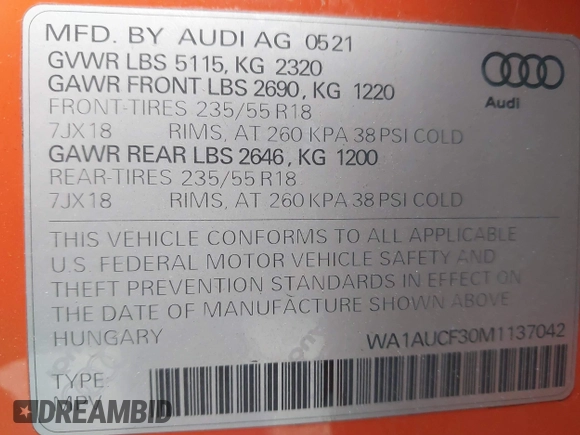 MFD. BY AUDI AG 0521
GVWR LBS 5115, KG 2320
GAWR FRONT LBS 2690, KG 1220
FRONT-TIRES 235/55 R18
7JX18 RIMS, AT 260 KPA 38 PSI COLD
GAWR REAR LBS 2646, KG 1200
REAR-TIRES 235/55 R18
7JX18 RIMS, AT 260 KPA 38 PSI COLD
Audi
THIS VEHICLE CONFORMS TO ALL APPLICABLE
U.S. FEDERAL MOTOR VEHICLE SAFETY AND
THEFT PREVENTION STANDARDS IN EFFECT ON
THE DATE OF MANUFACTURE SHOWN ABOVE
HUNGARY
WA1AUCF30M1137042
TYPE:
MPV
DREAMBID